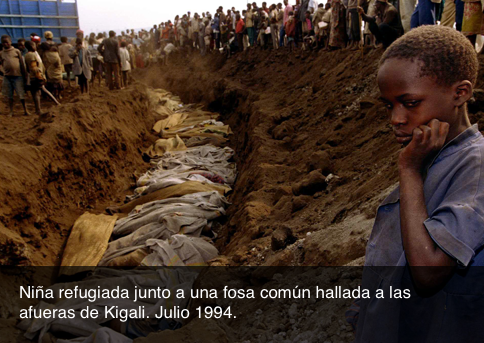 Niña refugiada junto a una fosa común hallada a las
afueras de Kigali. Julio 1994.